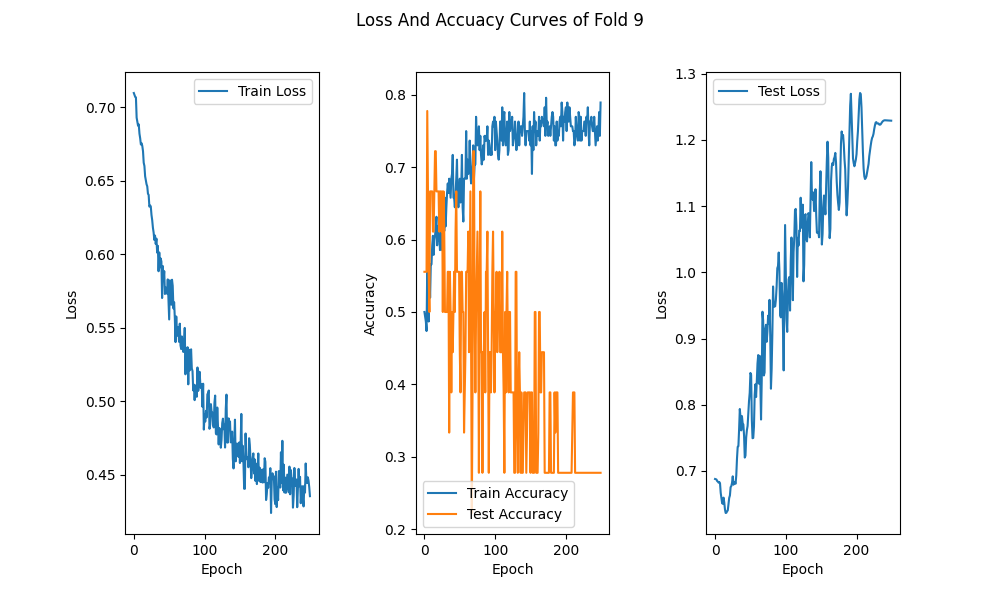 Loss And Accuacy Curves of Fold 9
Train Loss
0.70
0.65
0.60
0.55
0.50
0.45
Loss
0
100
200
Epoch
0.8
0.7
0.6
0.5
0.4
0.3
0.2
Accuracy
Train Accuracy
Test Accuracy
0
100
200
Epoch
Test Loss
1.3
1.2
1.1
1.0
0.9
0.8
0.7
Loss
0
100
200
Epoch